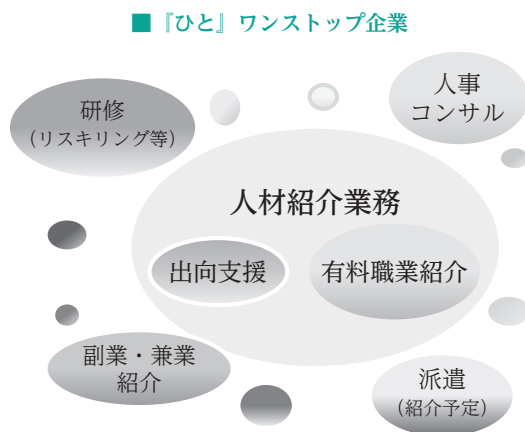 ■『ひと』ワンストップ企業
研修
(リスキリング等)
人事
コンサル
人材紹介業務
出向支援
有料職業紹介
副業・兼業
紹介
派遣
(紹介予定)